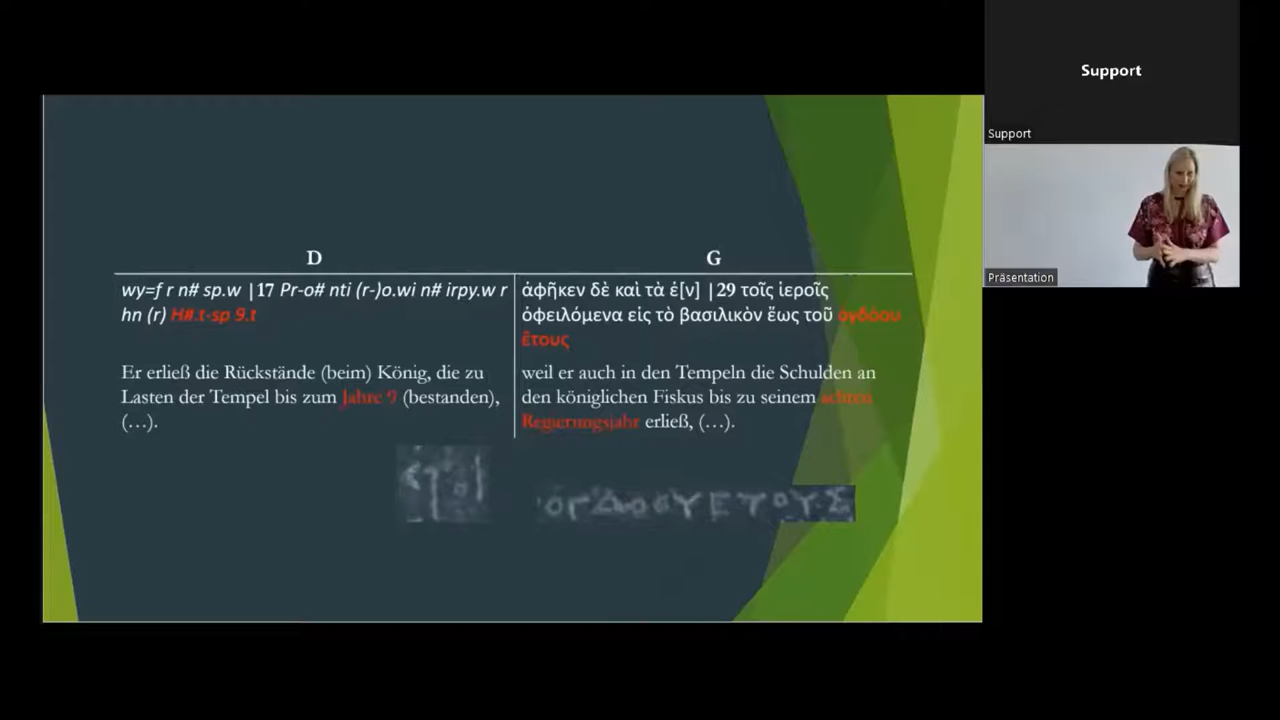 D
G
wy=f r n# sp.w |17 Pr-o# nti (r-)o.wi n# irpy.w r
hn (r) H#.t-sp 9.t
ἀφῆκεν δὲ καὶ τὰ ἐ[ν] |29 τοῖς ἱεροῖς
ὀφειλόμενα εἰς τὸ βασιλικὸν ἕως τοῦ ὀγδόου
ἔτους
Er erließ die Rückstände (beim) König, die zu
Lasten der Tempel bis zum Jahre 9 (bestanden),
(…).
weil er auch in den Tempeln die Schulden an
den königlichen Fiskus bis zu seinem achten
Regierungsjahr erließ, (…).
ΟΓΔΟΟΥΕΤΟΥΣ
Support
Support
Präsentation